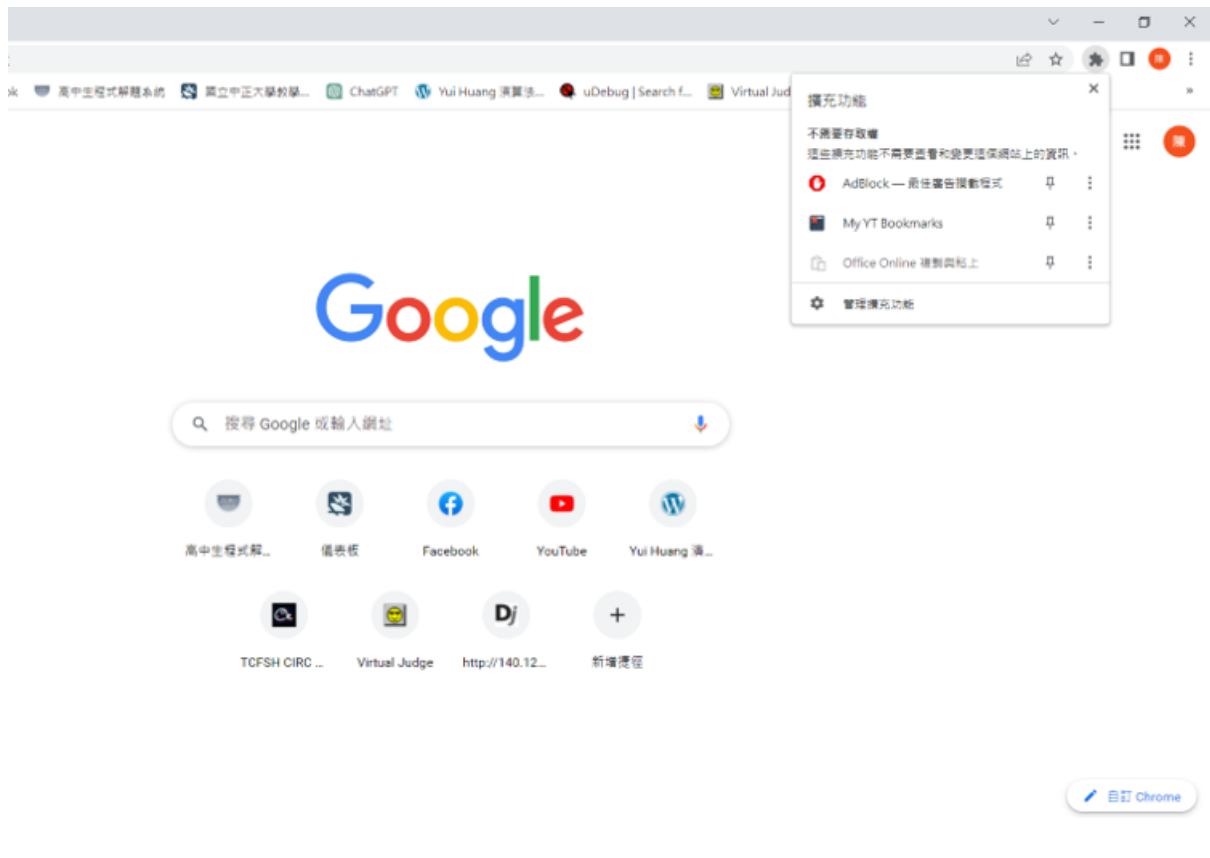 ok 高中生程式解題系統 國立中正大學教學... ChatGPT Yui Huang 演算法... uDebug | Search f... Virtual Jud
»
擴充功能
不需要存取權
這些擴充功能不需要查看和變更這個網站上的資訊。
AdBlock — 最佳廣告攔截程式
My YT Bookmarks
Office Online 複製與貼上
管理擴充功能
陳
陳
Google
搜尋 Google 或輸入網址
高中生程式解...
儀表板
Facebook
YouTube
Yui Huang 演...
Dj
TCFSH CIRC ...
Virtual Judge
http://140.12...
新增捷徑
自訂 Chrome